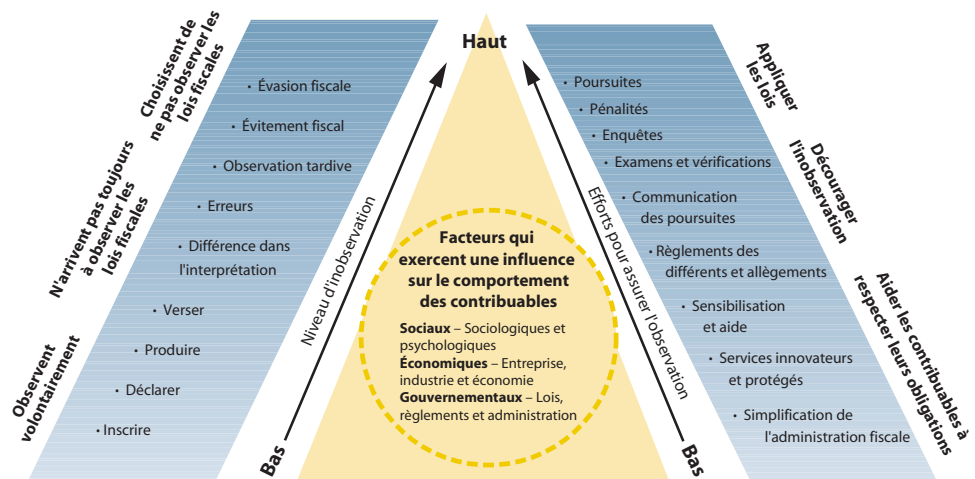 Choisissent de
ne pas observer les
lois fiscales
N'arrivent pas toujours
à observer les
lois fiscales
Observent
volontairement
• Évasion fiscale
• Évitement fiscal
• Observation tardive
• Erreurs
• Différence dans
l'interprétation
• Verser
• Produire
• Déclarer
• Inscrire
Niveau d'inobservation
Bas
Haut
Facteurs qui
exercent une influence
sur le comportement
des contribuables
Sociaux – Sociologiques et
psychologiques
Économiques – Entreprise,
industrie et économie
Gouvernementaux – Lois,
règlements et administration
Efforts pour assurer l'observation
Bas
• Poursuites
• Pénalités
• Enquêtes
• Examens et vérifications
• Communication
des poursuites
• Règlements des
différents et allègements
• Sensibilisation
et aide
• Services innovateurs
et protégés
• Simplification de
l'administration fiscale
Appliquer
les lois
Décourager
l'inobservation
Aider les contribuables à
respecter leurs obligations